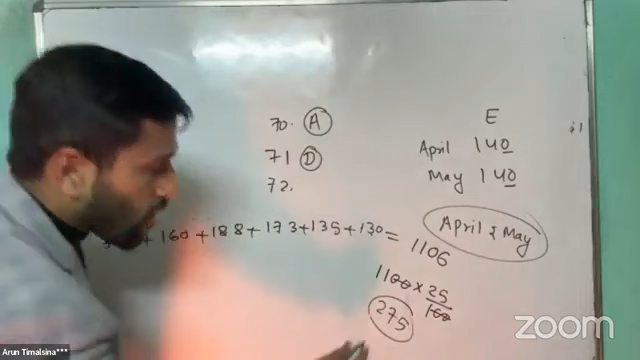 70. A
71 D
72.
E
April 140
May 140
April & May
+ 160 + 188 + 173 + 135 + 130 = 1106
1100 × 25
100
275
zoom
Arun Timalsina***